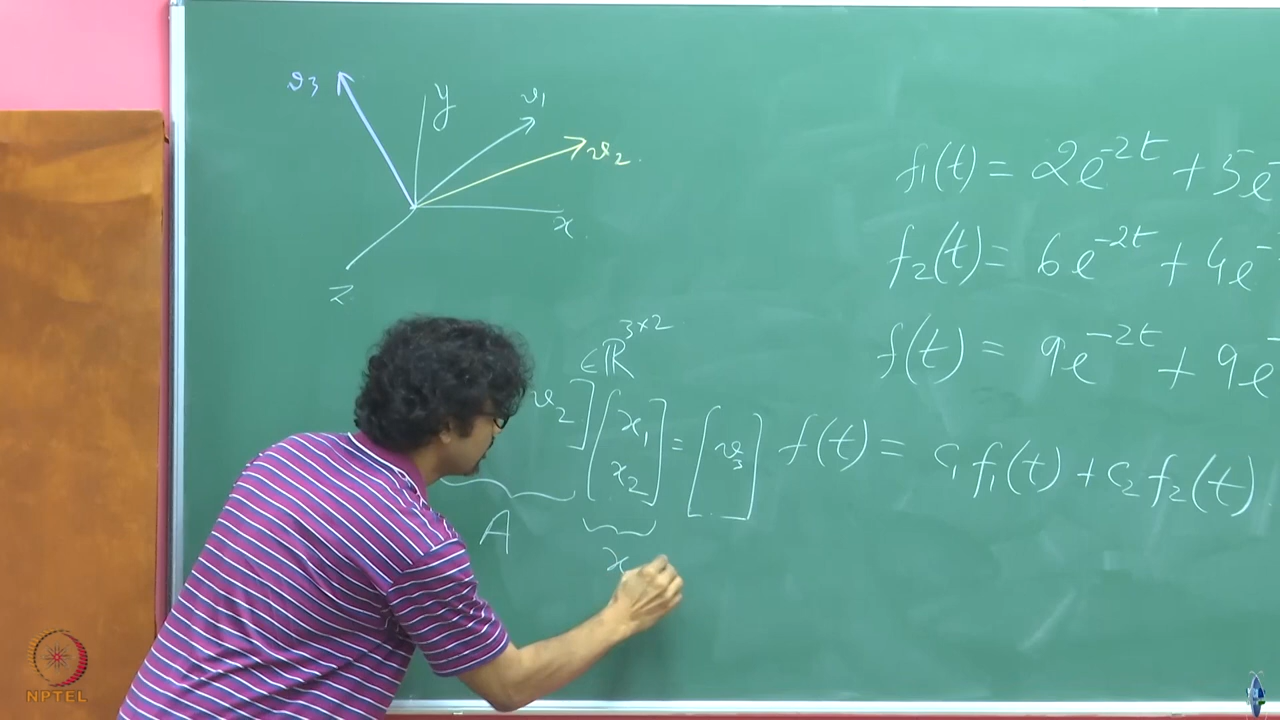 v3
y
v1
v2
x
z
∈ℝ^{3×2}
v2] [x1 x2] = [v3]
A
x
f1(t) = 2e^{-2t} + 5e^-
f2(t) = 6e^{-2t} + 4e^-
f(t) = 9e^{-2t} + 9e^-
f(t) = c1 f1(t) + c2 f2(t)
NPTEL